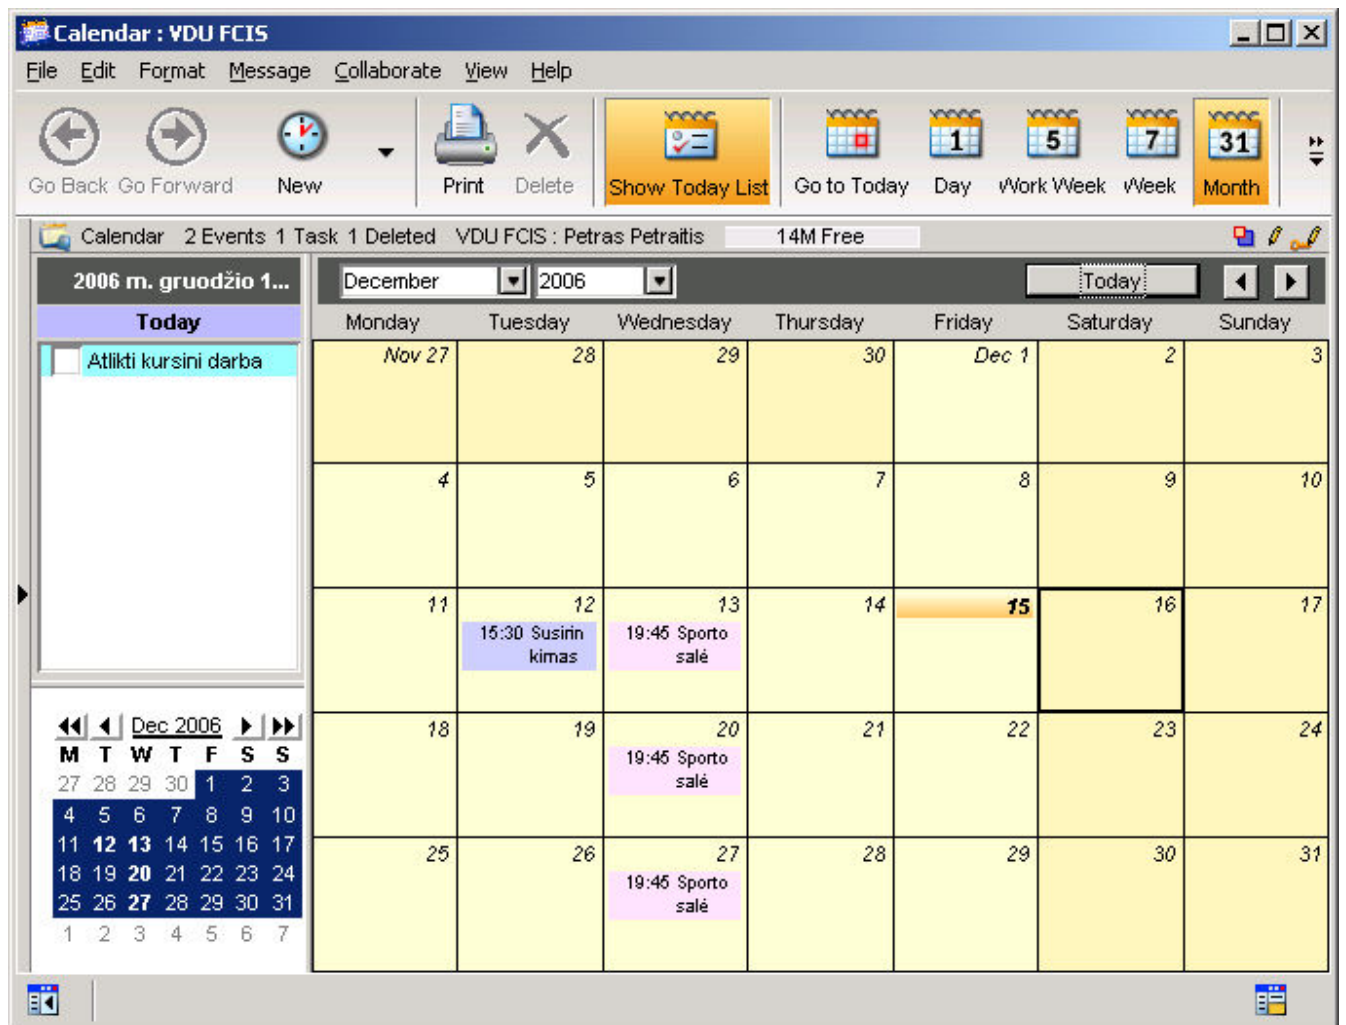 Calendar : VDU FCIS
File Edit Format Message Collaborate View Help
1 5 7 31
Go Back Go Forward New Print Delete Show Today List Go to Today Day Work Week Week Month
Calendar 2 Events 1 Task 1 Deleted VDU FCIS : Petras Petraitis 14M Free
2006 m. gruodžio 1... December 2006 Today
Today Monday Tuesday Wednesday Thursday Friday Saturday Sunday
Atlikti kursini darba
Nov 27 28 29 30 Dec 1 2 3
4 5 6 7 8 9 10
11 12 13 14 15 16 17
15:30 Susirin
kimas
19:45 Sporto
salé
18 19 20 21 22 23 24
19:45 Sporto
salé
25 26 27 28 29 30 31
19:45 Sporto
salé
Dec 2006
M T W T F S S
27 28 29 30 1 2 3
4 5 6 7 8 9 10
11 12 13 14 15 16 17
18 19 20 21 22 23 24
25 26 27 28 29 30 31
1 2 3 4 5 6 7